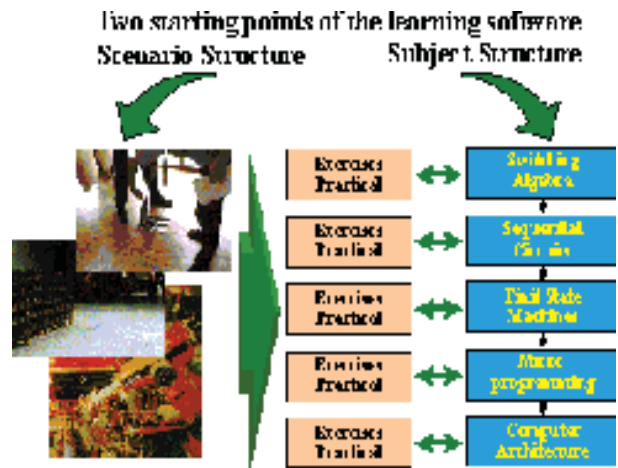 Two starting points of the learning software
Scenario Structure
Subject Structure
Exercises
Practical
Switching
Algebra
Exercises
Practical
Sequential
Circuits
Exercises
Practical
Final State
Machines
Exercises
Practical
Micro
programming
Exercises
Practical
Computer
Architecture